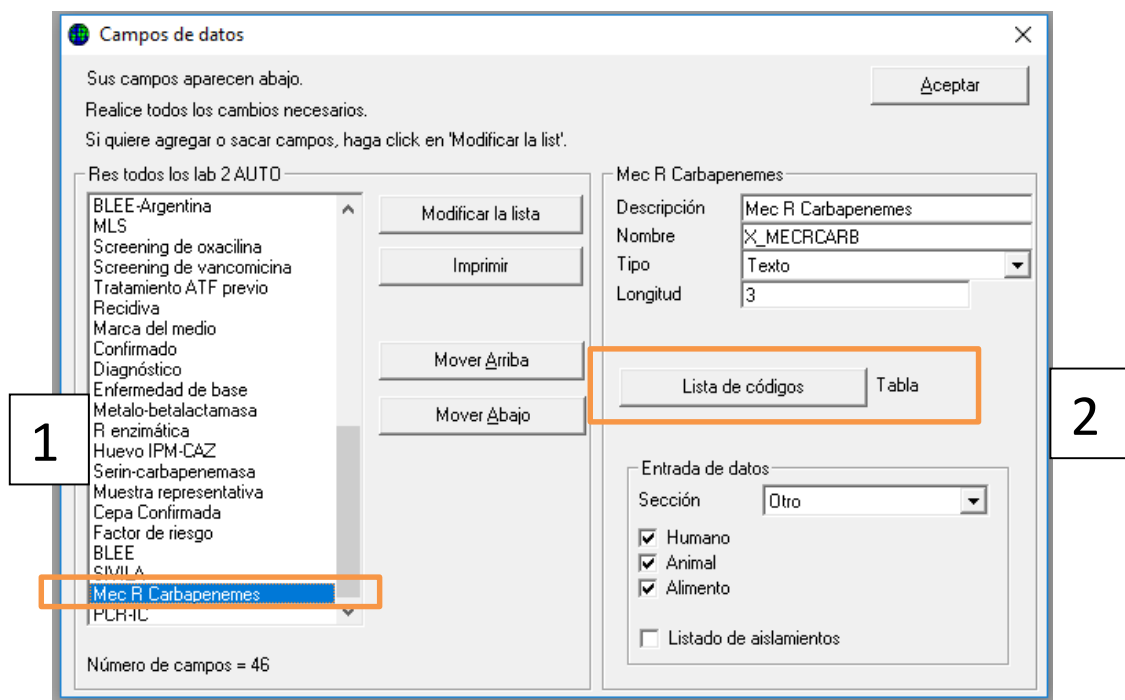 Campos de datos
Sus campos aparecen abajo.
Realice todos los cambios necesarios.
Si quiere agregar o sacar campos, haga click en 'Modificar la list'.
Aceptar
Res todos los lab 2 AUTO
BLEE-Argentina
MLS
Screening de oxacilina
Screening de vancomicina
Tratamiento ATF previo
Recidiva
Marca del medio
Confirmado
Diagnóstico
Enfermedad de base
Metalo-betalactamasa
R enzimática
Huevo IPM-CAZ
Serin-carbapenemasa
Muestra representativa
Cepa Confirmada
Factor de riesgo
BLEE
SIVILA
Mec R Carbapenemes
PCR-IC
1
Número de campos = 46
Modificar la lista
Imprimir
Mover Arriba
Mover Abajo
Mec R Carbapenemes
Descripción Mec R Carbapenemes
Nombre X_MECRCARB
Tipo Texto
Longitud 3
Lista de códigos Tabla
2
Entrada de datos
Sección Otro
Humano
Animal
Alimento
Listado de aislamientos